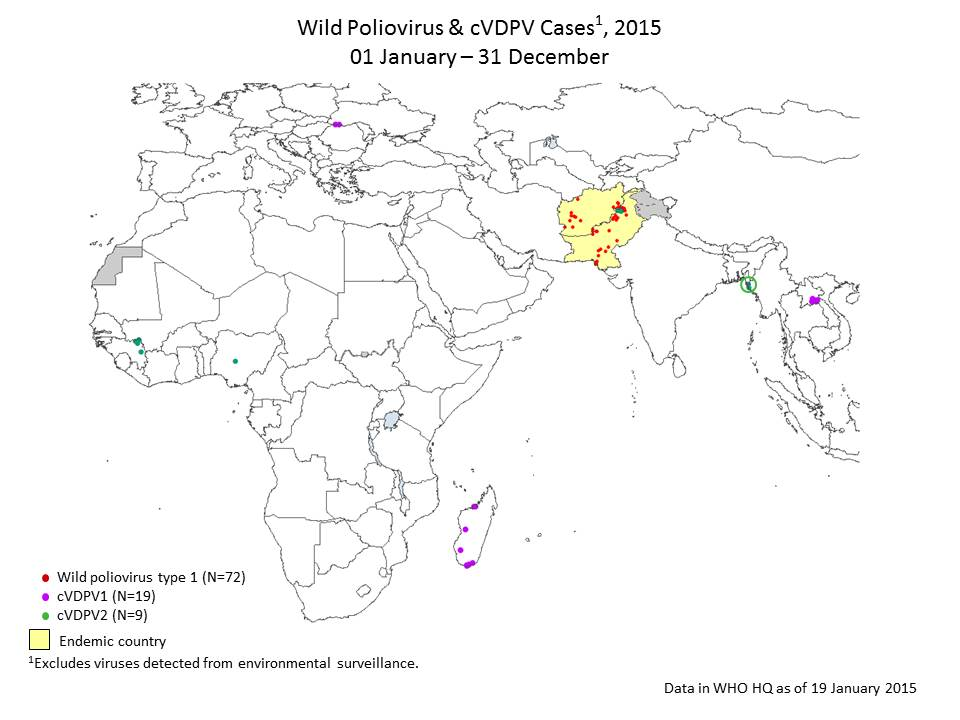 Wild Poliovirus & cVDPV Cases¹, 2015
01 January – 31 December
Wild poliovirus type 1 (N=72)
cVDPV1 (N=19)
cVDPV2 (N=9)
Endemic country
¹Excludes viruses detected from environmental surveillance.
Data in WHO HQ as of 19 January 2015